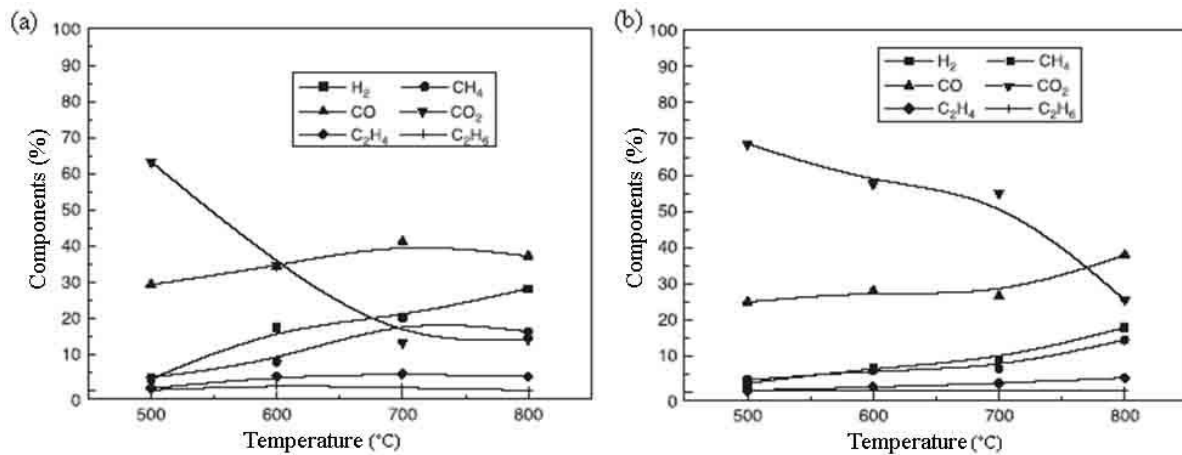 (a)
100
90
80
70
60
50
40
30
20
10
0
Components (%)
H₂ CH₄
CO CO₂
C₂H₄ C₂H₆
500 600 700 800
Temperature (°C)
(b)
100
90
80
70
60
50
40
30
20
10
0
Components (%)
H₂ CH₄
CO CO₂
C₂H₄ C₂H₆
500 600 700 800
Temperature (°C)